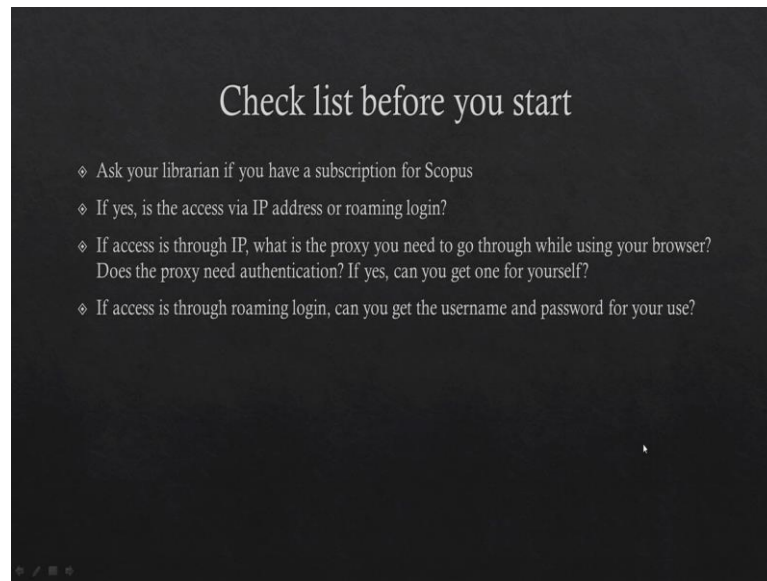 Check list before you start
Ask your librarian if you have a subscription for Scopus
If yes, is the access via IP address or roaming login?
If access is through IP, what is the proxy you need to go through while using your browser?
Does the proxy need authentication? If yes, can you get one for yourself?
If access is through roaming login, can you get the username and password for your use?